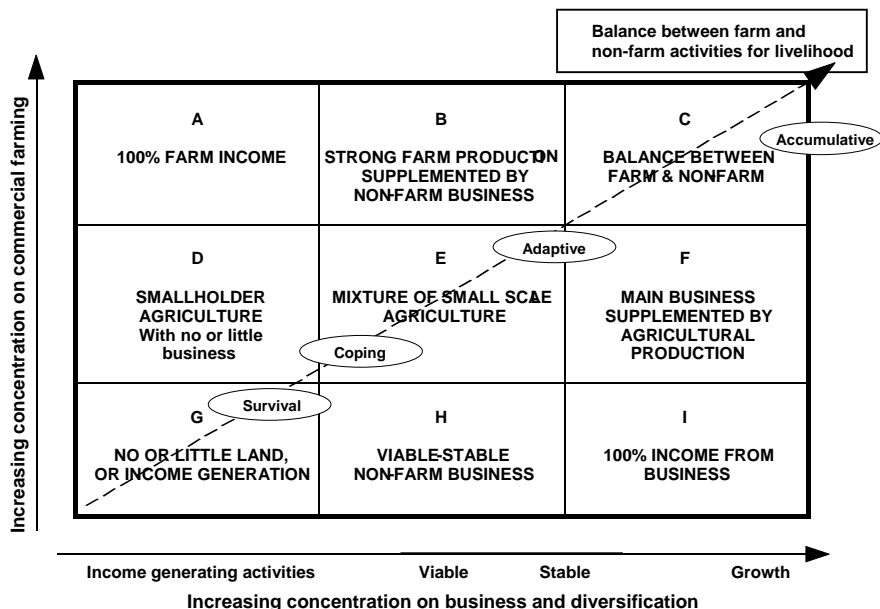 Balance between farm and
non-farm activities for livelihood
Increasing concentration on commercial farming
A
100% FARM INCOME
B
STRONG FARM PRODUCTION
SUPPLEMENTED BY
NON-FARM BUSINESS
C
BALANCE BETWEEN
FARM & NON-FARM
Accumulative
D
SMALLHOLDER
AGRICULTURE
With no or little
business
E
MIXTURE OF SMALL SCALE
AGRICULTURE
Adaptive
F
MAIN BUSINESS
SUPPLEMENTED BY
AGRICULTURAL
PRODUCTION
Coping
Survival
G
NO OR LITTLE LAND,
OR INCOME GENERATION
H
VIABLE-STABLE
NON-FARM BUSINESS
I
100% INCOME FROM
BUSINESS
Income generating activities Viable Stable Growth
Increasing concentration on business and diversification